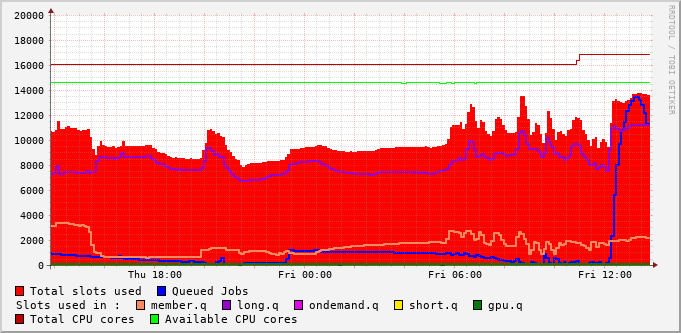 20000
18000
16000
14000
12000
10000
8000
6000
4000
2000
0
Thu 18:00 Fri 00:00 Fri 06:00 Fri 12:00
RRDTOOL / TOBI OETIKER
Total slots used Queued Jobs
Slots used in : member.q long.q ondemand.q short.q gpu.q
Total CPU cores Available CPU cores